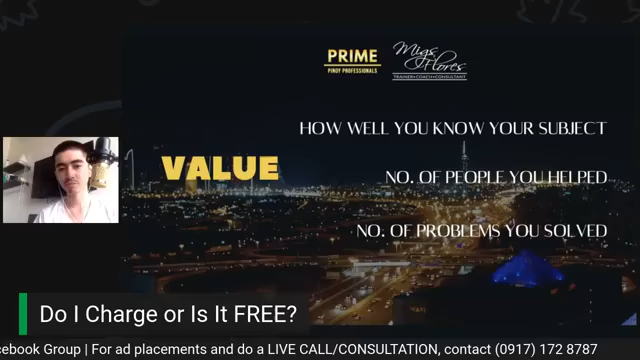 PRIME
PINOY PROFESSIONALS
Migs
Flores
TRAINER•COACH•CONSULTANT
HOW WELL YOU KNOW YOUR SUBJECT
VALUE
NO. OF PEOPLE YOU HELPED
NO. OF PROBLEMS YOU SOLVED
Do I Charge or Is It FREE?
cebook Group | For ad placements and do a LIVE CALL/CONSULTATION, contact (0917) 172 8787